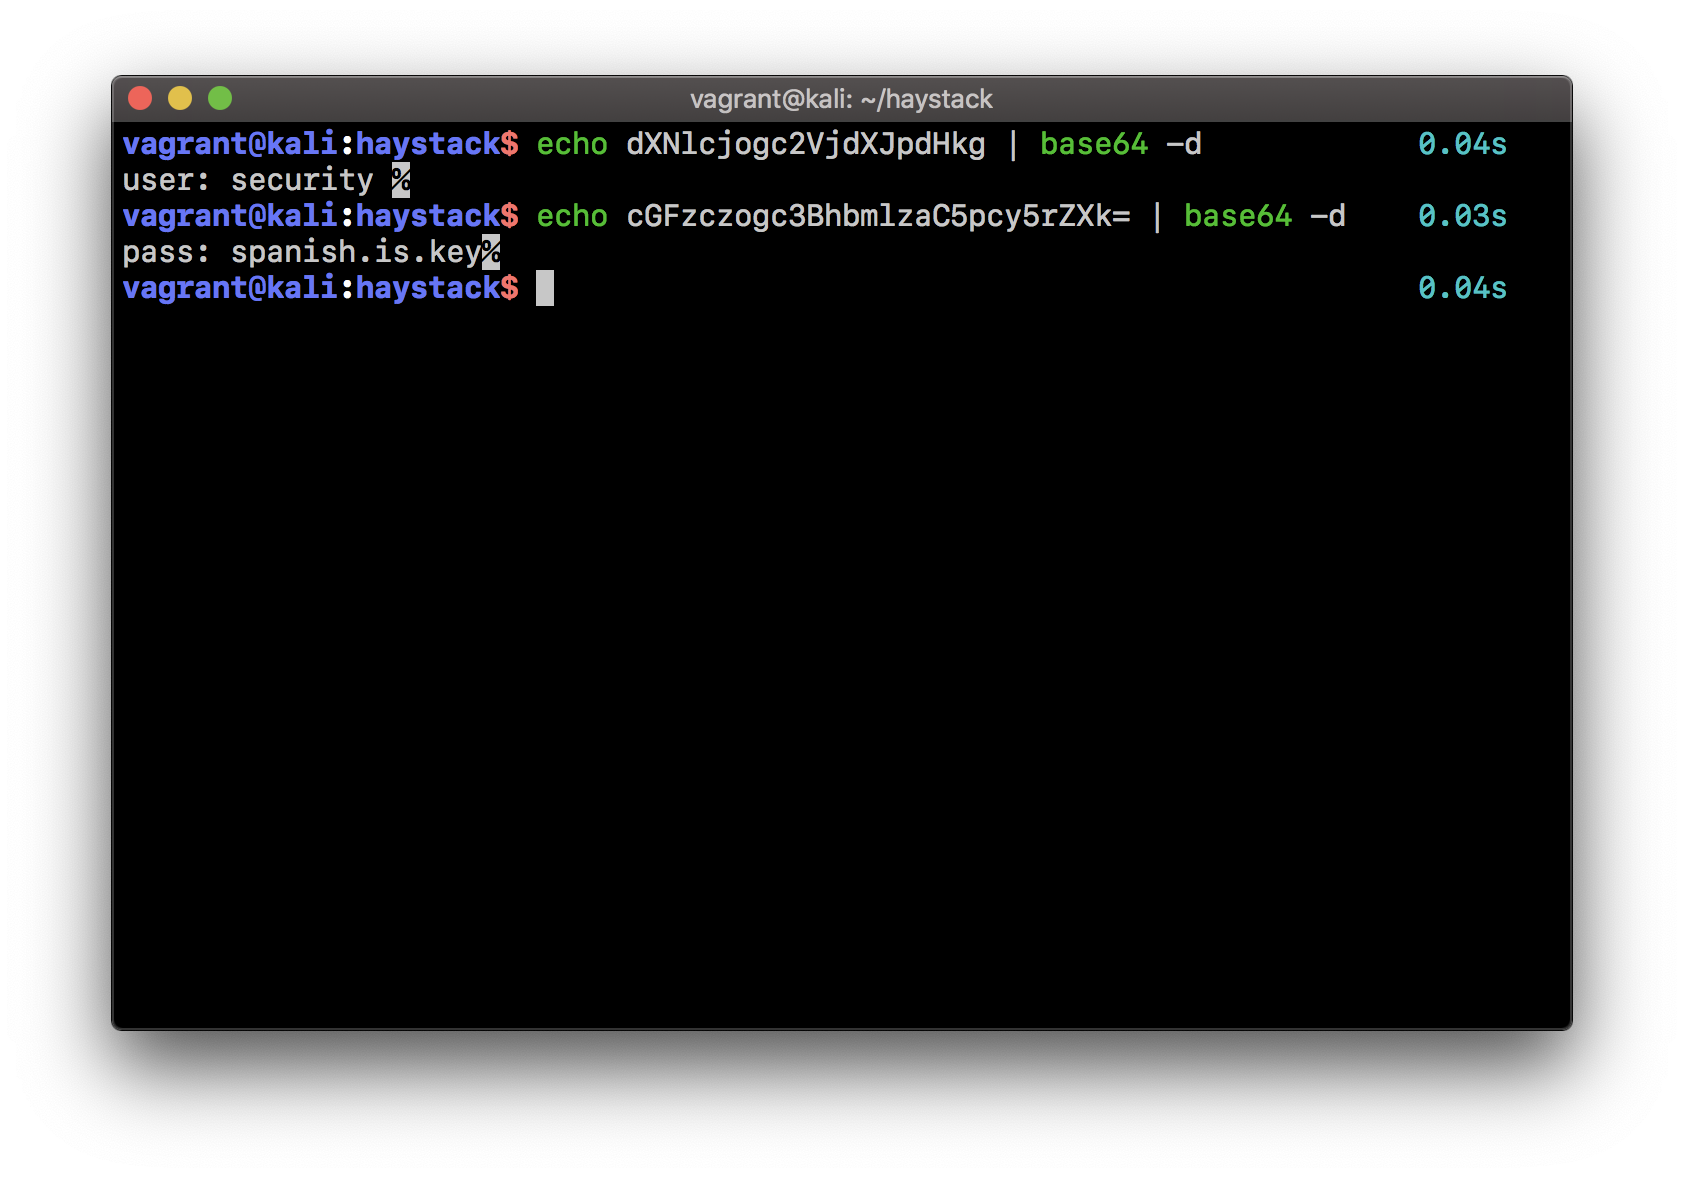 vagrant@kali: ~/haystack
vagrant@kali:haystack$ echo dXNlcjogc2VjdXJpdHkg | base64 -d 0.04s
user: security %
vagrant@kali:haystack$ echo cGFzczogc3BhbmlzaC5pcy5rZXk= | base64 -d 0.03s
pass: spanish.is.key%
vagrant@kali:haystack$ 0.04s